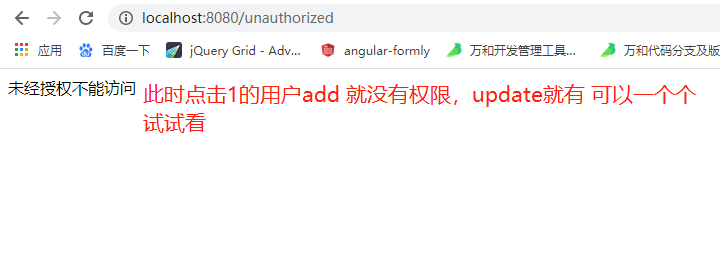 localhost:8080/unauthorized
应用 百度一下 jQuery Grid - Adv... angular-formly 万和开发管理工具... 万和代码分支及版
未经授权不能访问
此时点击1的用户add 就没有权限，update就有 可以一个个
试试看